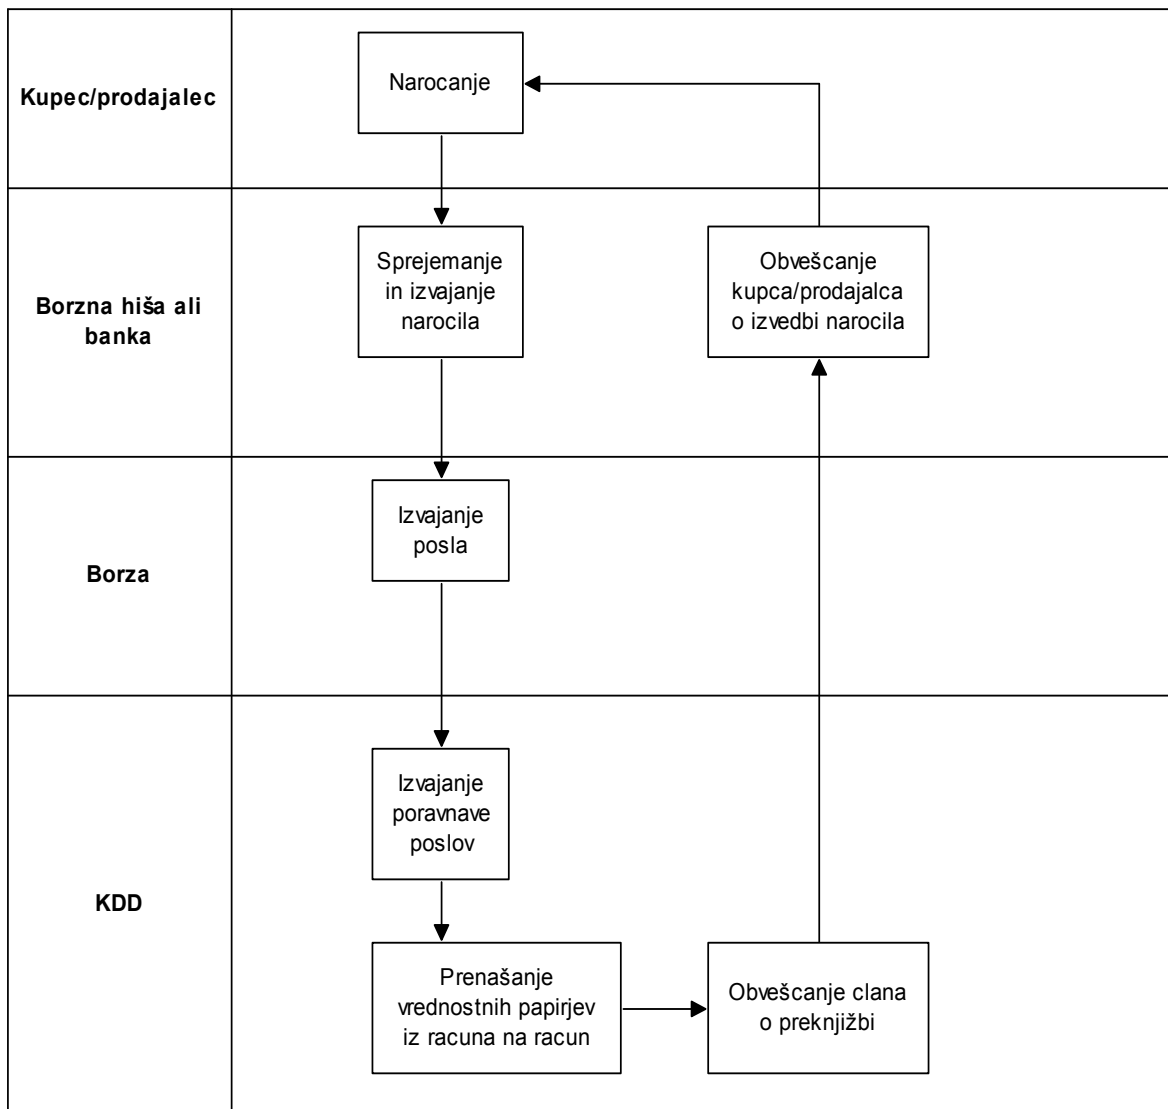 Kupec/prodajalec
Narocanje
Borzna hiša ali
banka
Sprejemanje
in izvajanje
narocila
Obvešcanje
kupca/prodajalca
o izvedbi narocila
Borza
Izvajanje
posla
KDD
Izvajanje
poravnave
poslov
Prenašanje
vrednostnih papirjev
iz racuna na racun
Obvešcanje clana
o preknjižbi